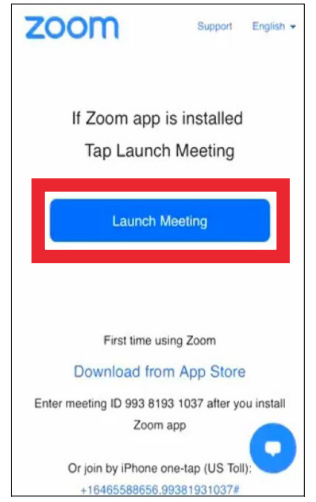 zoom
Support English
If Zoom app is installed
Tap Launch Meeting
Launch Meeting
First time using Zoom
Download from App Store
Enter meeting ID 993 8193 1037 after you install
Zoom app
Or join by iPhone one-tap (US Toll):
+16465588656.99381931037#